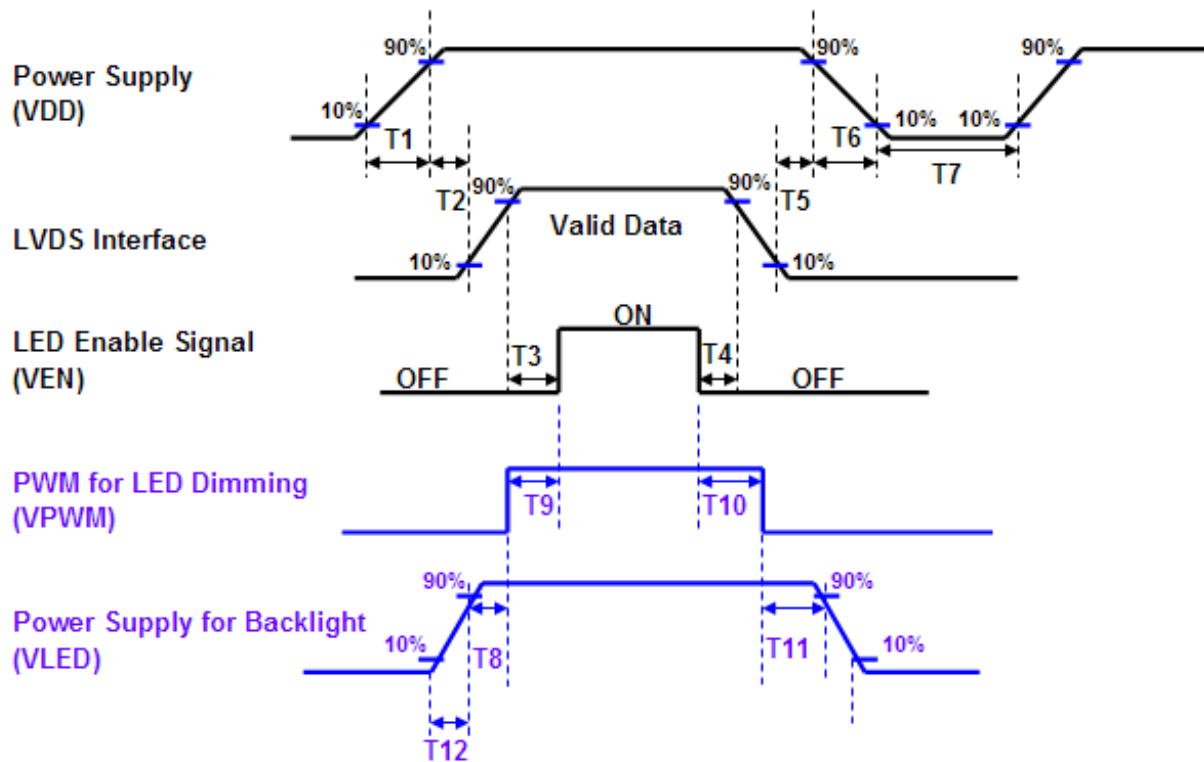 90% 90% 90%
Power Supply
(VDD)
10% 10% 10%
T1 T6
T7
T2 90% 90% T5
LVDS Interface Valid Data
10% 10%
ON
LED Enable Signal
(VEN)
T3 T4
OFF OFF
PWM for LED Dimming
(VPWM)
T9 T10
90% 90%
Power Supply for Backlight
(VLED)
10% 10%
T8 T11
T12